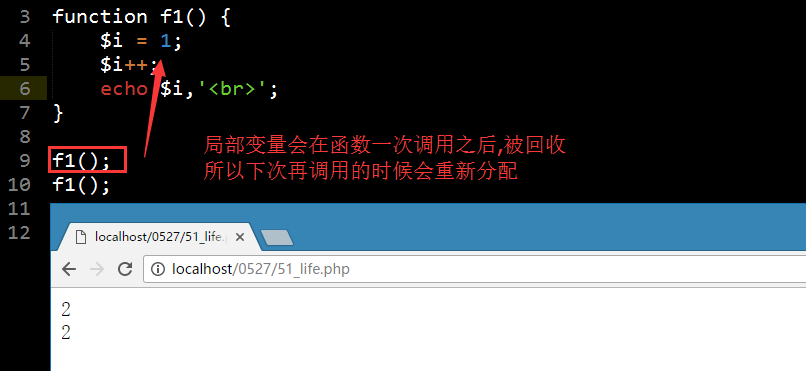 3 function f1() {
4 $i = 1;
5 $i++;
6 echo $i,'<br>';
7 }
8
9 f1();
10 f1();
11
12
局部变量会在函数一次调用之后,被回收
所以下次再调用的时候会重新分配
localhost/0527/51_life.p
localhost/0527/51_life.php
2
2